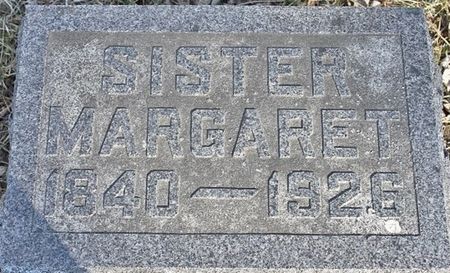 SISTER
MARGARET
1840 — 1926